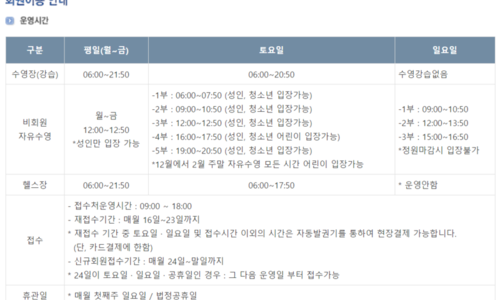 회원이용 안내
운영시간
구분 평일(월~금) 토요일 일요일
수영장(강습) 06:00~21:50 06:00~20:50 수영강습없음
비회원
자유수영
월~금
12:00~12:50
*성인만 입장 가능
-1부 : 06:00~07:50 (성인, 청소년 입장가능)
-2부 : 09:00~10:50 (성인, 청소년 입장가능)
-3부 : 12:00~12:50 (성인, 청소년 입장가능)
-4부 : 16:00~17:50 (성인, 청소년 어린이 입장가능)
-5부 : 19:00~20:50 (성인, 청소년 입장가능)
*12월에서 2월 주말 자유수영 모든 시간 어린이 입장가능
-1부 : 09:00~10:50
-2부 : 12:00~13:50
-3부 : 15:00~16:50
*정원마감시 입장불가
헬스장 06:00~21:50 06:00~17:50 * 운영안함
접수
- 접수처운영시간 : 09:00 ~ 18:00
- 재접수기간 : 매월 16일~23일까지
* 재접수 기간 중 토요일 · 일요일 및 접수시간 이외의 시간은 자동발권기를 통하여 현장결제 가능합니다.
(단, 카드결제에 한함)
- 신규회원접수기간 : 매월 24일~말일까지
* 24일이 토요일 · 일요일 · 공휴일인 경우 : 그 다음 운영일 부터 접수가능
휴관일 * 매월 첫째주 일요일 / 법정공휴일